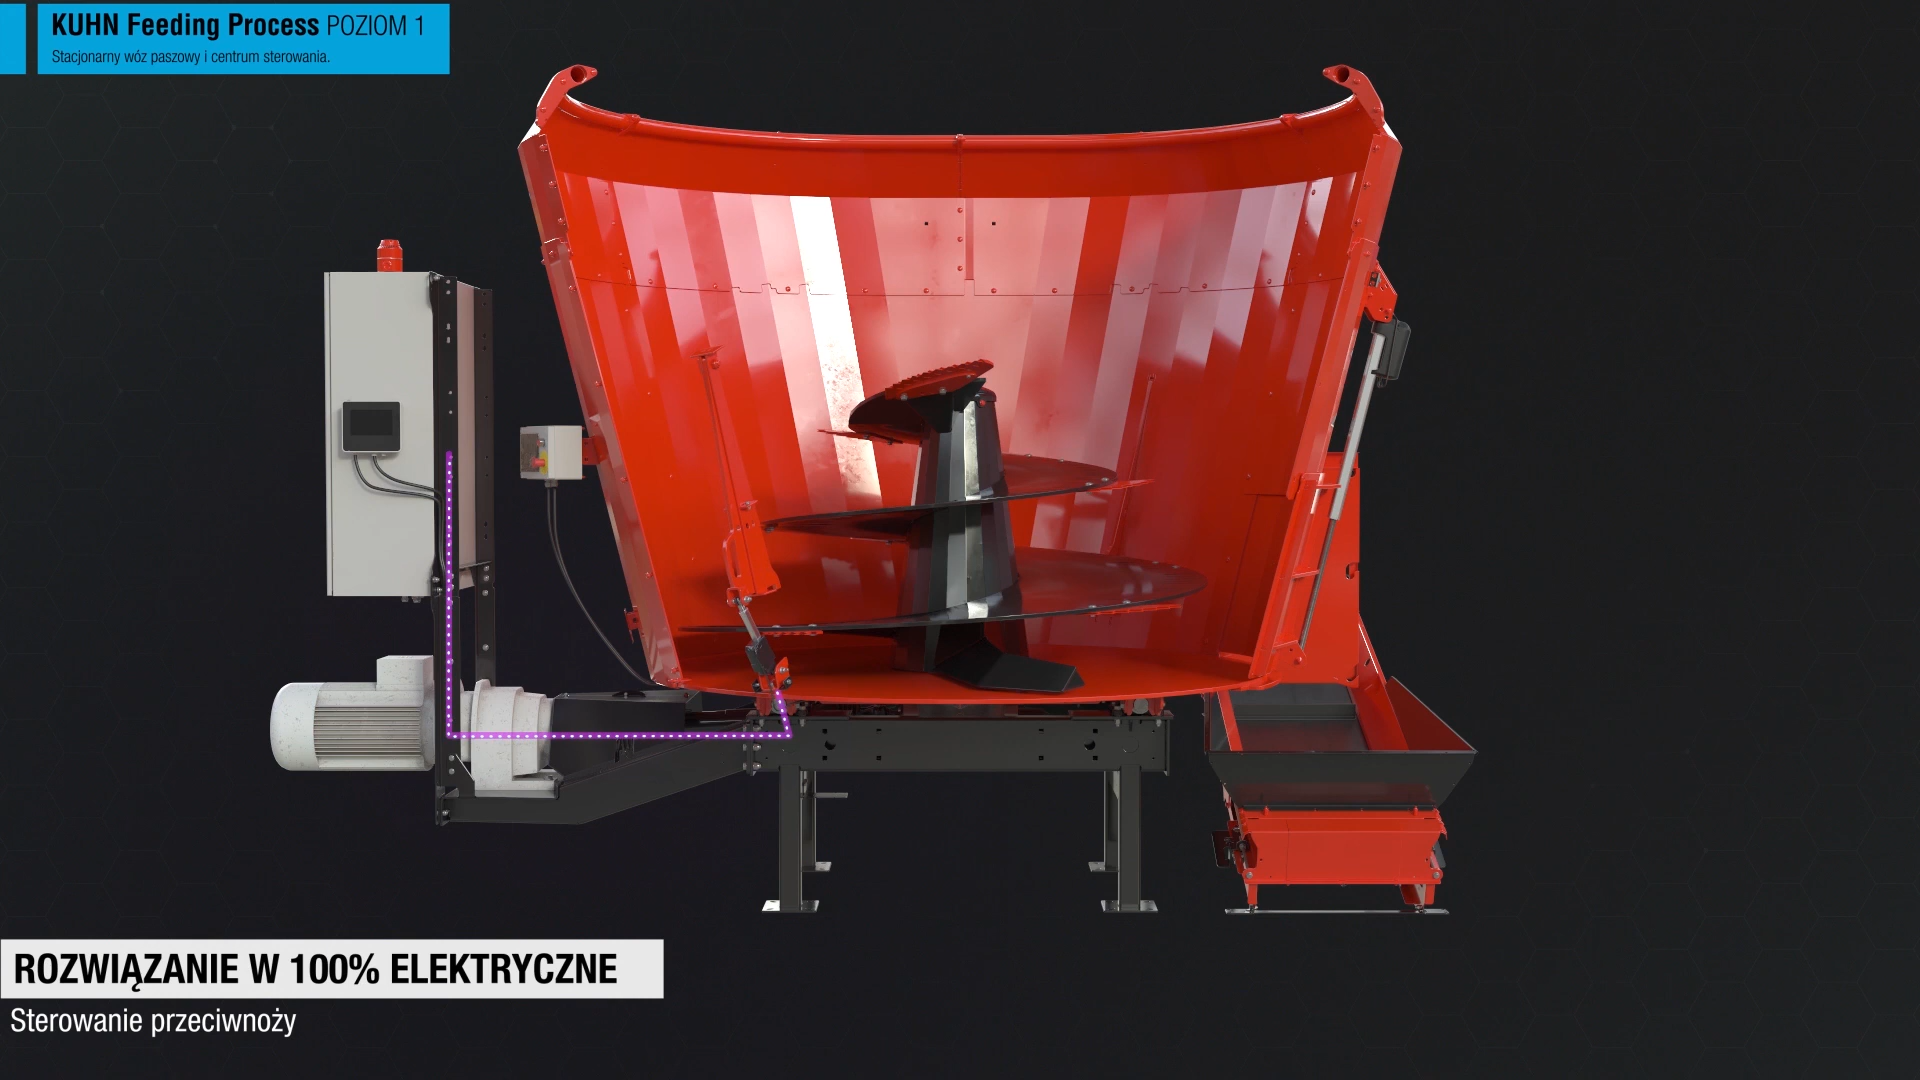 KUHN Feeding Process POZIOM 1
Stacjonarny wóz paszowy i centrum sterowania.
ROZWIĄZANIE W 100% ELEKTRYCZNE
Sterowanie przeciwnoży